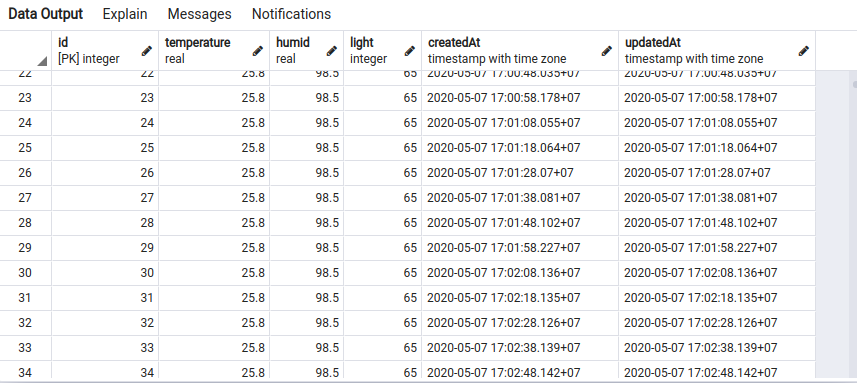 Data Output Explain Messages Notifications
id temperature humid light createdAt updatedAt
[PK] integer real real integer timestamp with time zone timestamp with time zone
22 22 25.8 98.5 65 2020-05-07 17:00:48.035+07 2020-05-07 17:00:48.035+07
23 23 25.8 98.5 65 2020-05-07 17:00:58.178+07 2020-05-07 17:00:58.178+07
24 24 25.8 98.5 65 2020-05-07 17:01:08.055+07 2020-05-07 17:01:08.055+07
25 25 25.8 98.5 65 2020-05-07 17:01:18.064+07 2020-05-07 17:01:18.064+07
26 26 25.8 98.5 65 2020-05-07 17:01:28.07+07 2020-05-07 17:01:28.07+07
27 27 25.8 98.5 65 2020-05-07 17:01:38.081+07 2020-05-07 17:01:38.081+07
28 28 25.8 98.5 65 2020-05-07 17:01:48.102+07 2020-05-07 17:01:48.102+07
29 29 25.8 98.5 65 2020-05-07 17:01:58.227+07 2020-05-07 17:01:58.227+07
30 30 25.8 98.5 65 2020-05-07 17:02:08.136+07 2020-05-07 17:02:08.136+07
31 31 25.8 98.5 65 2020-05-07 17:02:18.135+07 2020-05-07 17:02:18.135+07
32 32 25.8 98.5 65 2020-05-07 17:02:28.126+07 2020-05-07 17:02:28.126+07
33 33 25.8 98.5 65 2020-05-07 17:02:38.139+07 2020-05-07 17:02:38.139+07
34 34 25.8 98.5 65 2020-05-07 17:02:48.142+07 2020-05-07 17:02:48.142+07